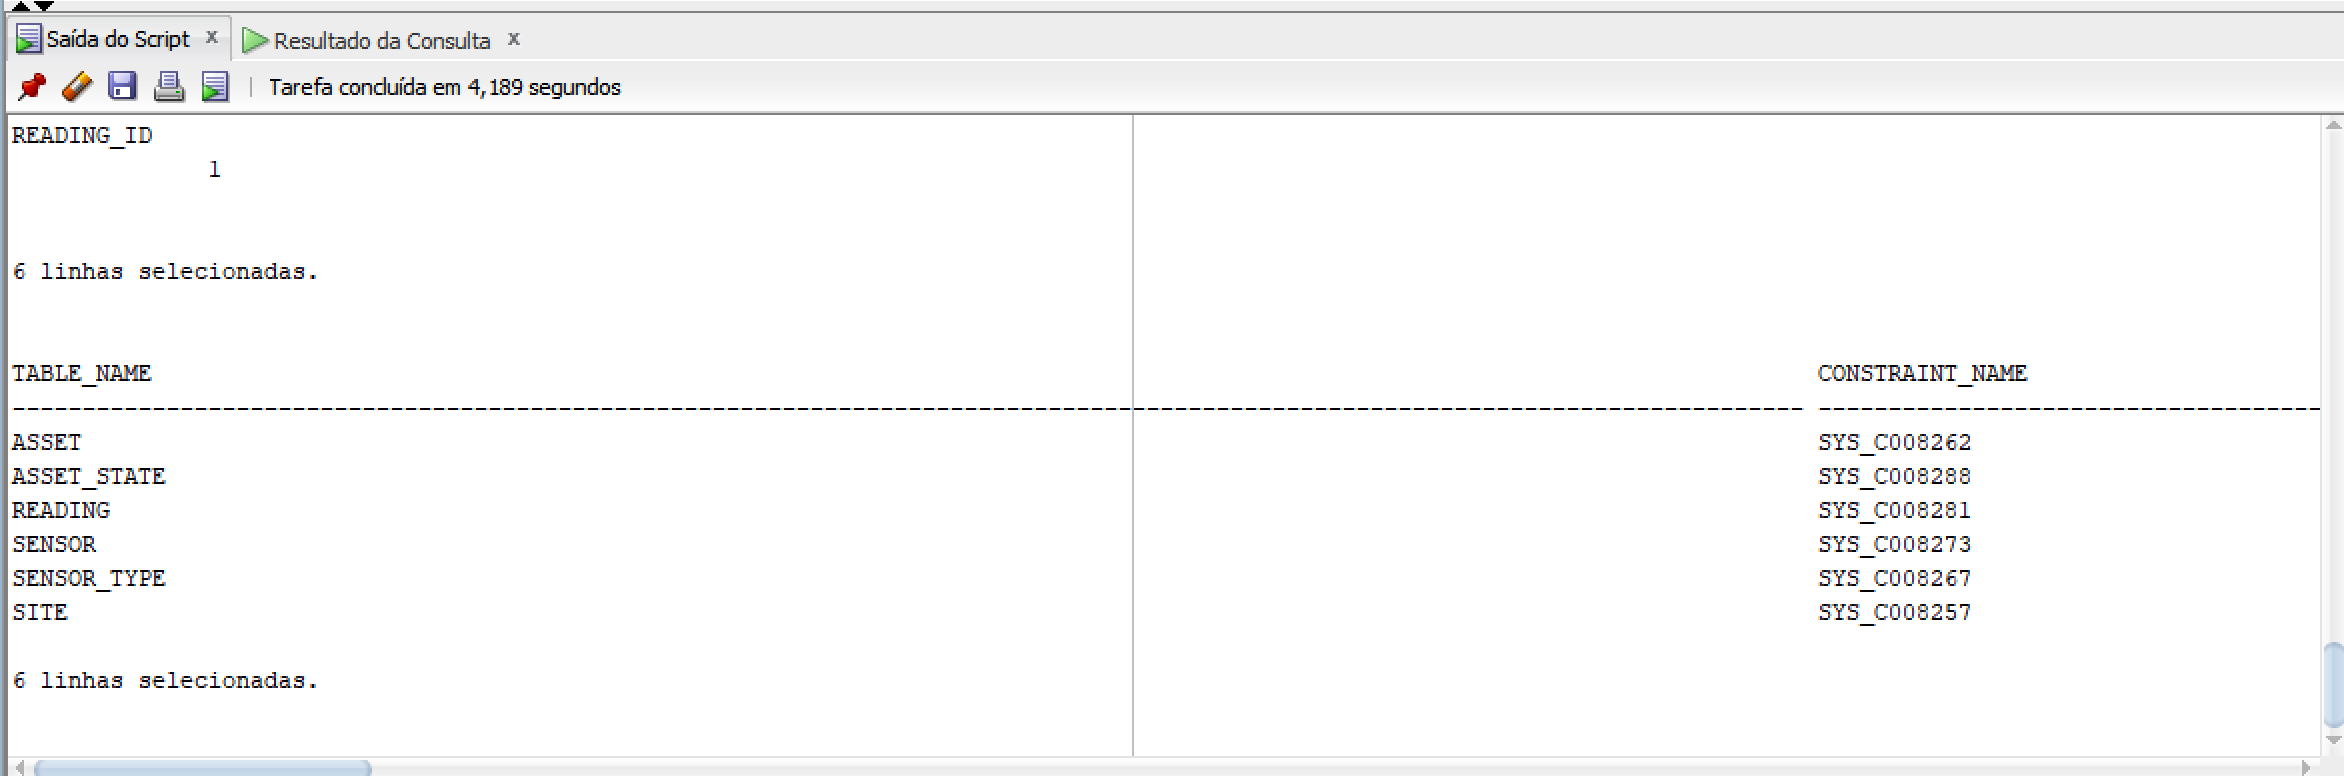 Saída do Script x Resultado da Consulta x
Tarefa concluída em 4,189 segundos
READING_ID
1
6 linhas selecionadas.
TABLE_NAME CONSTRAINT_NAME
-------------------------------------------------------------------------------------------------------------------------------- ------------------------------------
ASSET SYS_C008262
ASSET_STATE SYS_C008288
READING SYS_C008281
SENSOR SYS_C008273
SENSOR_TYPE SYS_C008267
SITE SYS_C008257
6 linhas selecionadas.